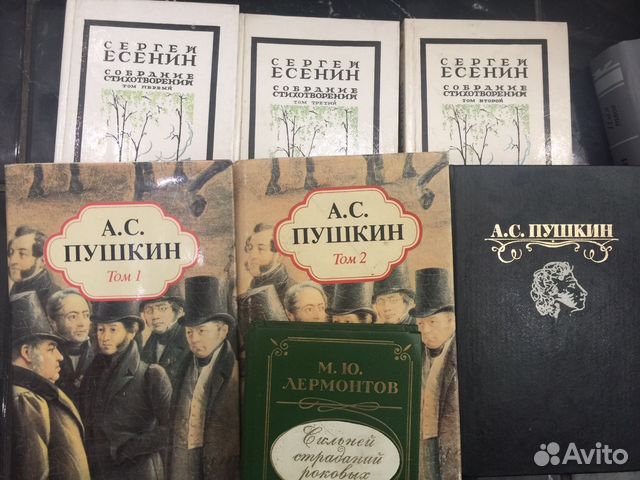 СЕРГЕЙ
ЕСЕНИН
СОБРАНИЕ
СТИХОТВОРЕНИЙ
ТОМ ПЕРВЫЙ
СЕРГЕЙ
ЕСЕНИН
СОБРАНИЕ
СТИХОТВОРЕНИЙ
ТОМ ТРЕТИЙ
СЕРГЕЙ
ЕСЕНИН
СОБРАНИЕ
СТИХОТВОРЕНИЙ
ТОМ ВТОРОЙ
А.С.
ПУШКИН
Том 1
А.С.
ПУШКИН
Том 2
А.С. ПУШКИН
М. Ю.
ЛЕРМОНТОВ
Сильней
страданий
роковых
Avito